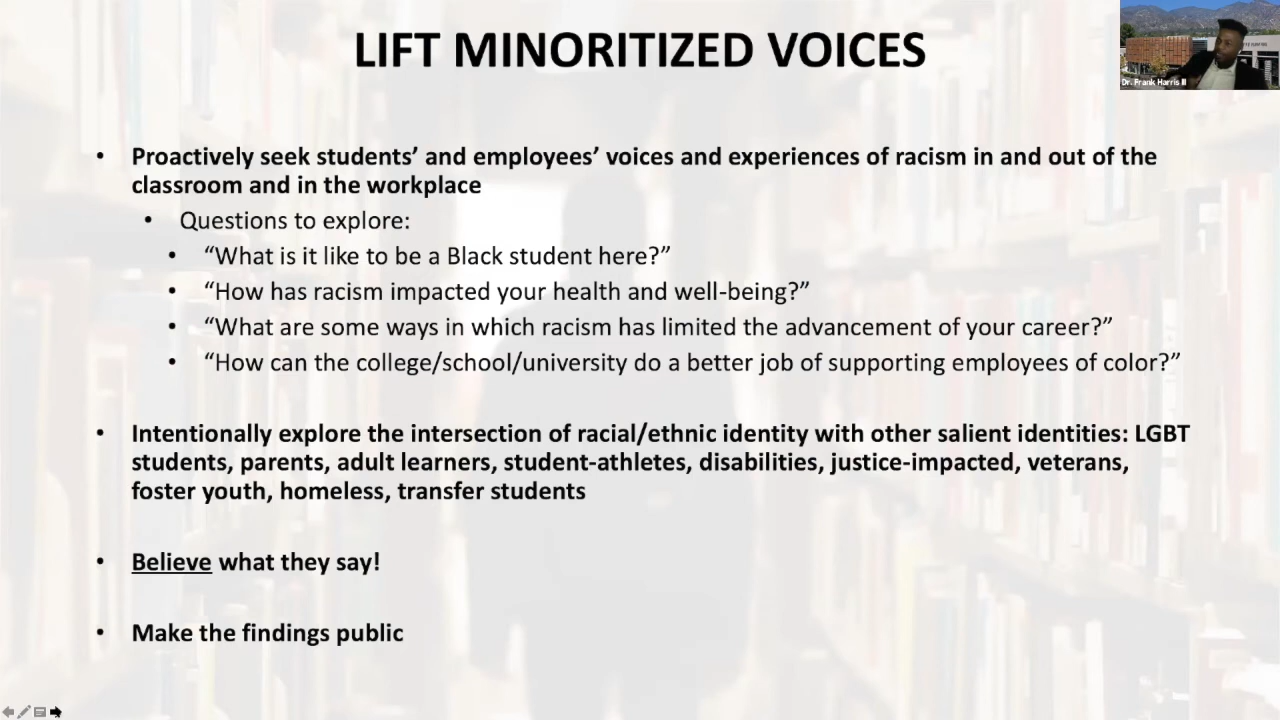 LIFT MINORITIZED VOICES
Dr. Frank Harris III
• Proactively seek students’ and employees’ voices and experiences of racism in and out of the
classroom and in the workplace
• Questions to explore:
• “What is it like to be a Black student here?”
• “How has racism impacted your health and well-being?”
• “What are some ways in which racism has limited the advancement of your career?”
• “How can the college/school/university do a better job of supporting employees of color?”
• Intentionally explore the intersection of racial/ethnic identity with other salient identities: LGBT
students, parents, adult learners, student-athletes, disabilities, justice-impacted, veterans,
foster youth, homeless, transfer students
• Believe what they say!
• Make the findings public